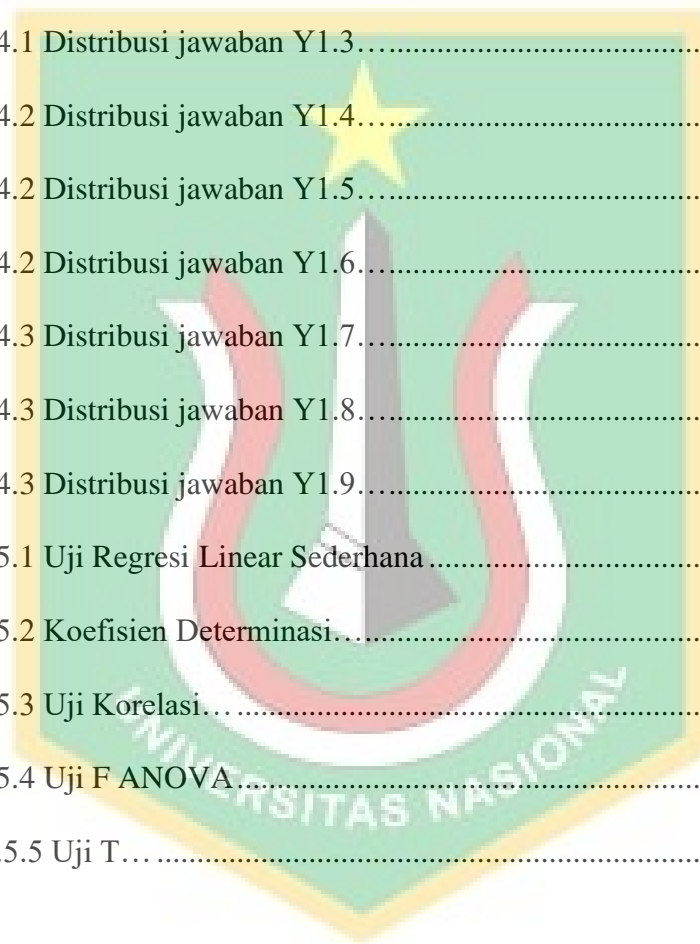 4.1 Distribusi jawaban Y1.3…......................................
4.2 Distribusi jawaban Y1.4…......................................
4.2 Distribusi jawaban Y1.5…......................................
4.2 Distribusi jawaban Y1.6…......................................
4.3 Distribusi jawaban Y1.7…......................................
4.3 Distribusi jawaban Y1.8…......................................
4.3 Distribusi jawaban Y1.9…......................................
5.1 Uji Regresi Linear Sederhana..................................
5.2 Koefisien Determinasi….........................................
5.3 Uji Korelasi… .......................................................
5.4 Uji F ANOVA.......................................................
.5.5 Uji T… ................................................................
UNIVERSITAS NASIONAL